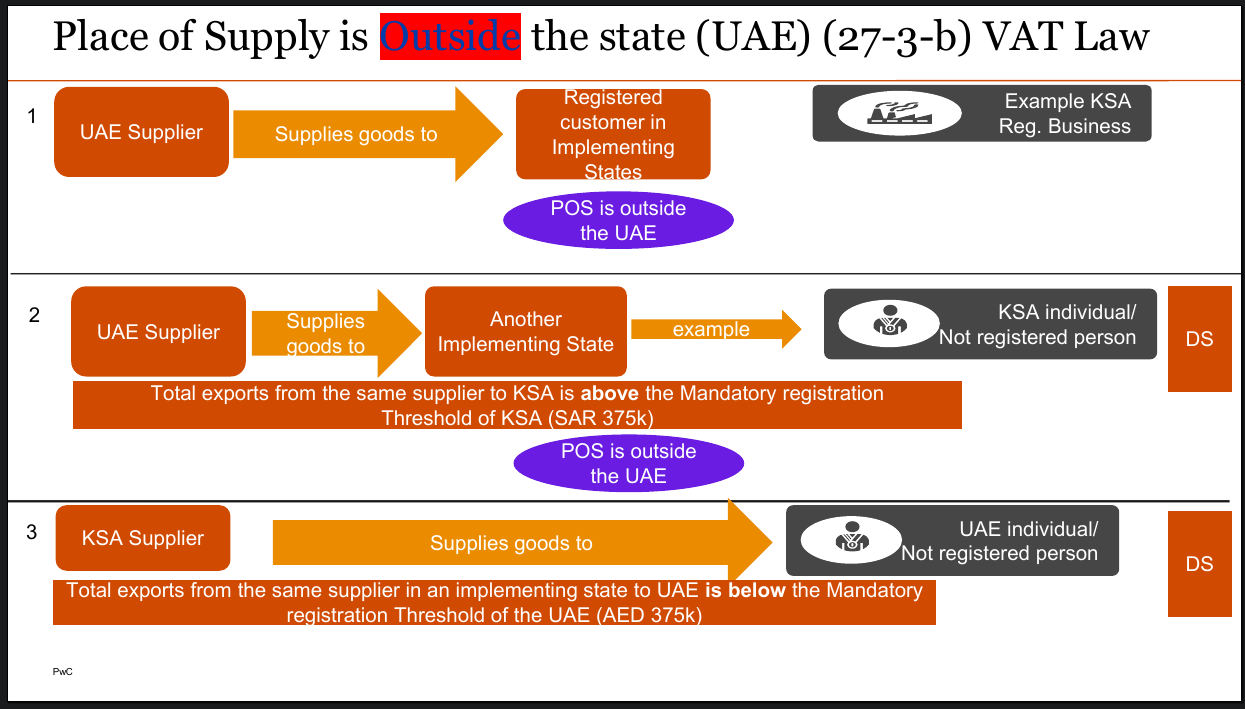 Place of Supply is Outside the state (UAE) (27-3-b) VAT Law
1
UAE Supplier
Supplies goods to
Registered
customer in
Implementing
States
Example KSA
Reg. Business
POS is outside
the UAE
2
UAE Supplier
Supplies
goods to
Another
Implementing State
example
KSA individual/
Not registered person
DS
Total exports from the same supplier to KSA is above the Mandatory registration
Threshold of KSA (SAR 375k)
POS is outside
the UAE
3
KSA Supplier
Supplies goods to
UAE individual/
Not registered person
DS
Total exports from the same supplier in an implementing state to UAE is below the Mandatory
registration Threshold of the UAE (AED 375k)
PwC